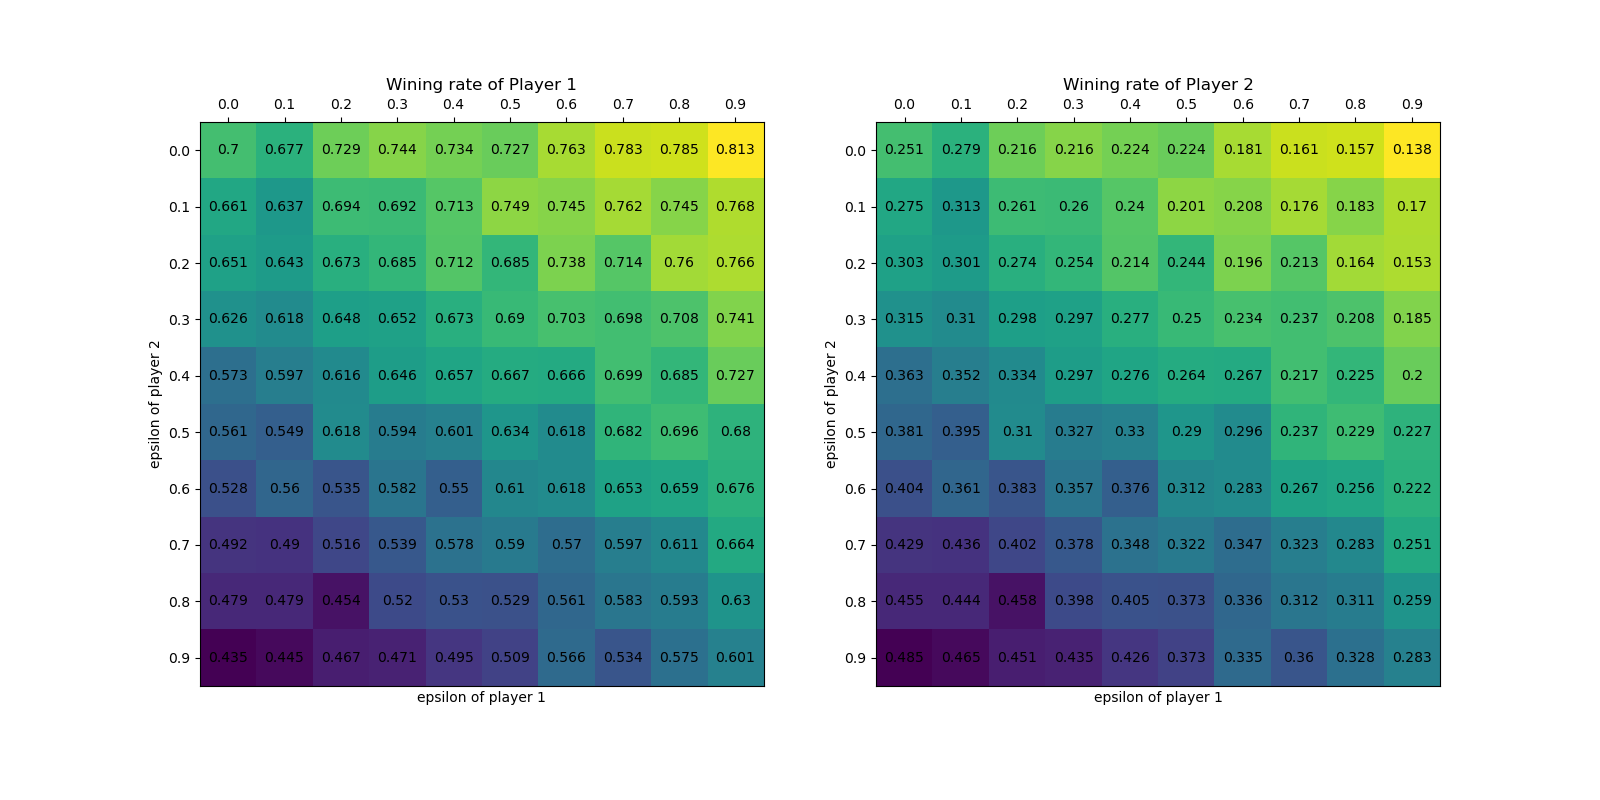 Wining rate of Player 1
0.0 0.1 0.2 0.3 0.4 0.5 0.6 0.7 0.8 0.9
0.0 0.7 0.677 0.729 0.744 0.734 0.727 0.763 0.783 0.785 0.813
0.1 0.661 0.637 0.694 0.692 0.713 0.749 0.745 0.762 0.745 0.768
0.2 0.651 0.643 0.673 0.685 0.712 0.685 0.738 0.714 0.76 0.766
0.3 0.626 0.618 0.648 0.652 0.673 0.69 0.703 0.698 0.708 0.741
0.4 0.573 0.597 0.616 0.646 0.657 0.667 0.666 0.699 0.685 0.727
0.5 0.561 0.549 0.618 0.594 0.601 0.634 0.618 0.682 0.696 0.68
0.6 0.528 0.56 0.535 0.582 0.55 0.61 0.618 0.653 0.659 0.676
0.7 0.492 0.49 0.516 0.539 0.578 0.59 0.57 0.597 0.611 0.664
0.8 0.479 0.479 0.454 0.52 0.53 0.529 0.561 0.583 0.593 0.63
0.9 0.435 0.445 0.467 0.471 0.495 0.509 0.566 0.534 0.575 0.601
epsilon of player 2
epsilon of player 1
Wining rate of Player 2
0.0 0.1 0.2 0.3 0.4 0.5 0.6 0.7 0.8 0.9
0.0 0.251 0.279 0.216 0.216 0.224 0.224 0.181 0.161 0.157 0.138
0.1 0.275 0.313 0.261 0.26 0.24 0.201 0.208 0.176 0.183 0.17
0.2 0.303 0.301 0.274 0.254 0.214 0.244 0.196 0.213 0.164 0.153
0.3 0.315 0.31 0.298 0.297 0.277 0.25 0.234 0.237 0.208 0.185
0.4 0.363 0.352 0.334 0.297 0.276 0.264 0.267 0.217 0.225 0.2
0.5 0.381 0.395 0.31 0.327 0.33 0.29 0.296 0.237 0.229 0.227
0.6 0.404 0.361 0.383 0.357 0.376 0.312 0.283 0.267 0.256 0.222
0.7 0.429 0.436 0.402 0.378 0.348 0.322 0.347 0.323 0.283 0.251
0.8 0.455 0.444 0.458 0.398 0.405 0.373 0.336 0.312 0.311 0.259
0.9 0.485 0.465 0.451 0.435 0.426 0.373 0.335 0.36 0.328 0.283
epsilon of player 2
epsilon of player 1